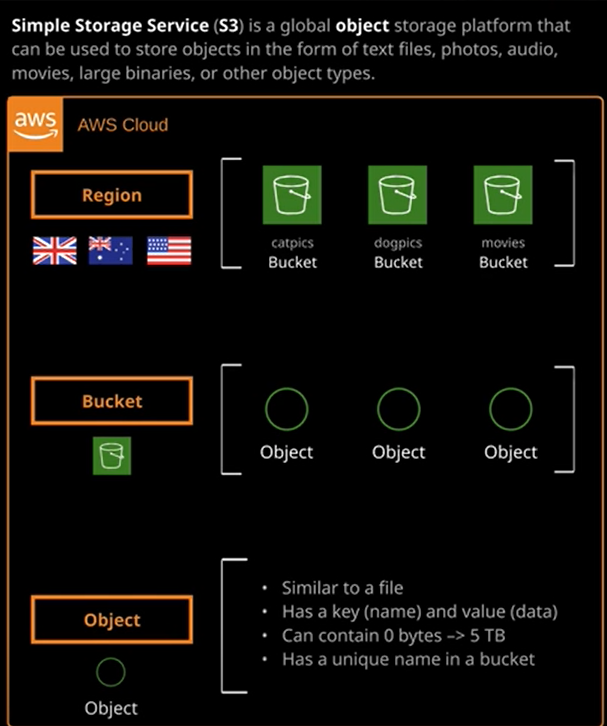 Simple Storage Service (S3) is a global object storage platform that
can be used to store objects in the form of text files, photos, audio,
movies, large binaries, or other object types.
aws AWS Cloud
Region
catpics dogpics movies
Bucket Bucket Bucket
Bucket
Object Object Object
• Similar to a file
• Has a key (name) and value (data)
Object
• Can contain 0 bytes –> 5 TB
• Has a unique name in a bucket
Object